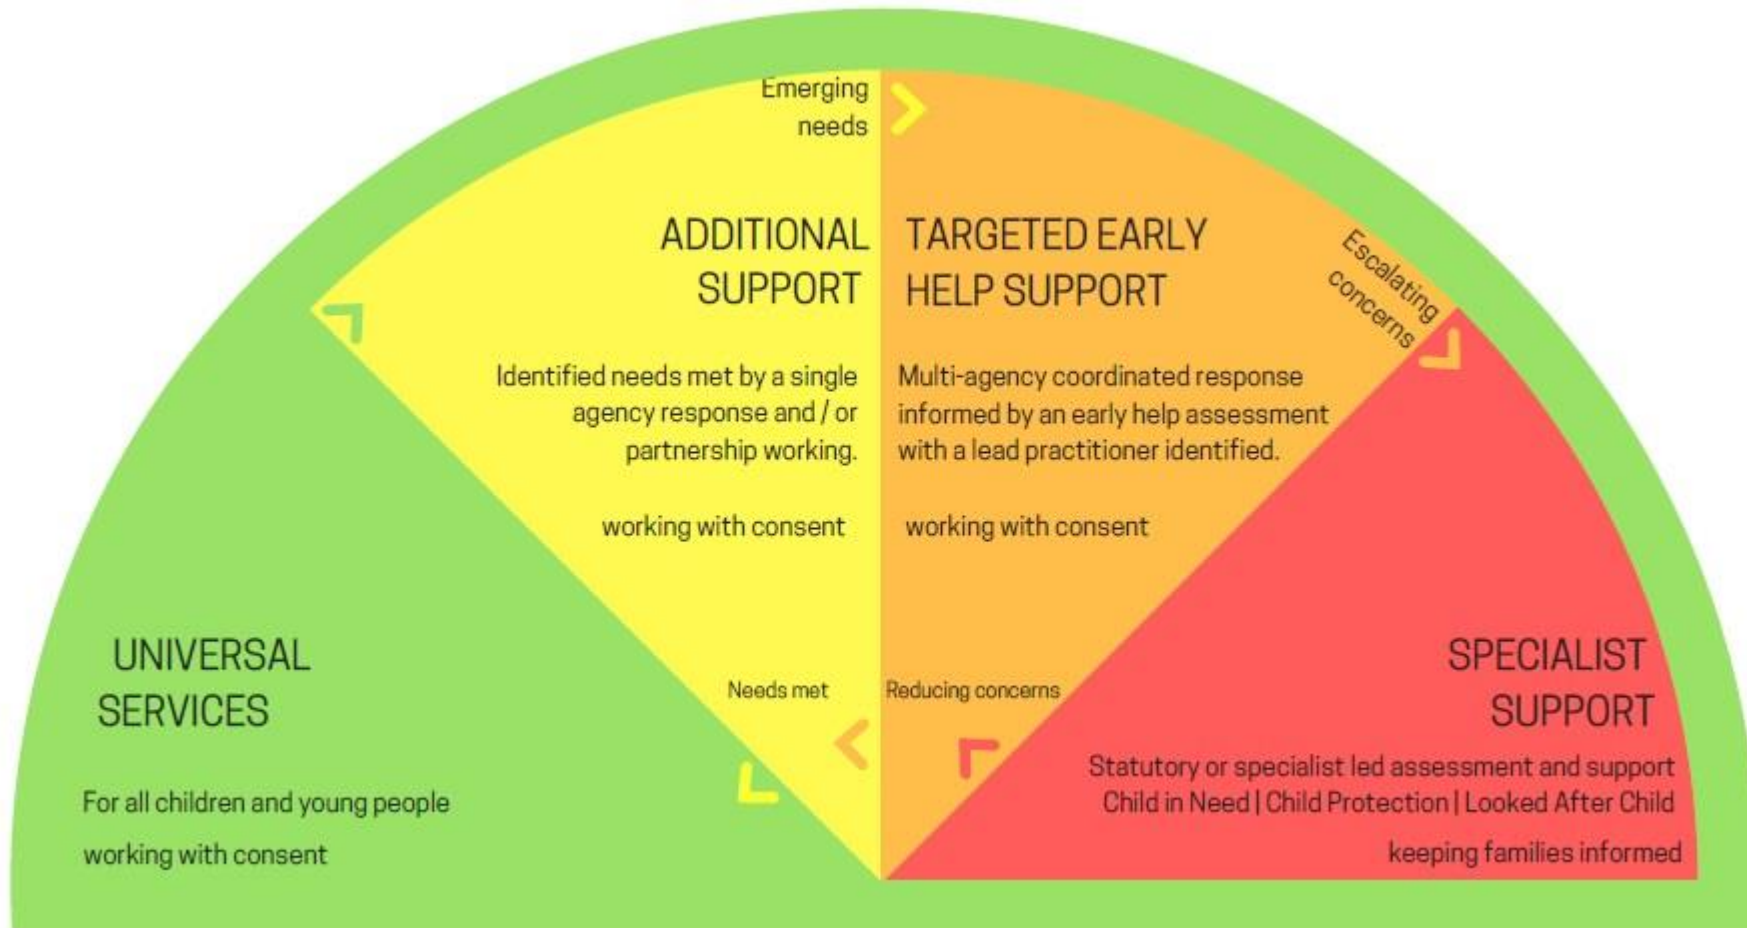 Emerging
needs
ADDITIONAL
SUPPORT
Identified needs met by a single
agency response and / or
partnership working.
working with consent
TARGETED EARLY
HELP SUPPORT
Multi-agency coordinated response
informed by an early help assessment
with a lead practitioner identified.
working with consent
Escalating
concerns
UNIVERSAL
SERVICES
For all children and young people
working with consent
Needs met
Reducing concerns
SPECIALIST
SUPPORT
Statutory or specialist led assessment and support
Child in Need | Child Protection | Looked After Child
keeping families informed